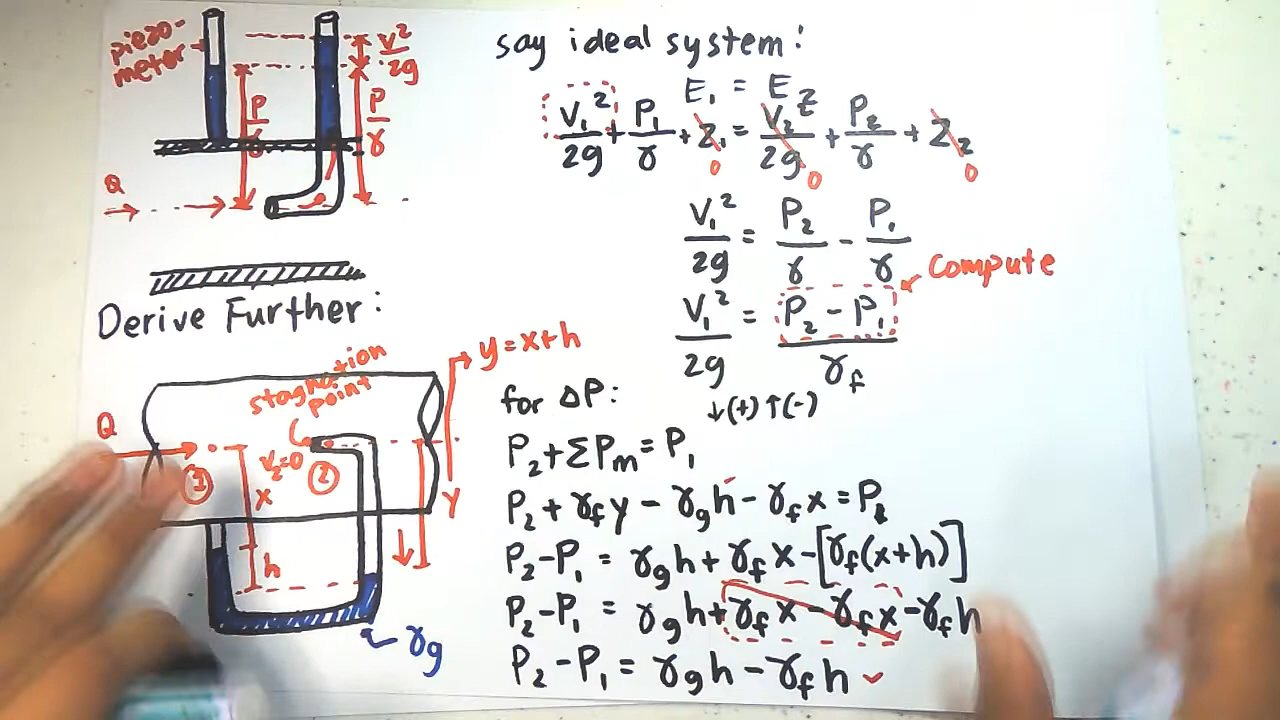 piezo-
meter
V²/2g
P/γ
P/γ
Q
say ideal system:
E₁ = E₂
V₁²/2g + P₁/γ + Z₁ = V₂²/2g + P₂/γ + Z₂
0 0 0
V₁²/2g = P₂/γ - P₁/γ
Compute
V₁²/2g = P₂ - P₁/γf
Derive Further:
y = x+h
stagnation
point
Q
V₂=0
①
②
x
y
h
γg
for ΔP:
↓(+) ↑(-)
P₂ + ΣPm = P₁
P₂ + γf y - γg h - γf x = P₁
P₂ - P₁ = γg h + γf x - [γf(x+h)]
P₂ - P₁ = γg h + γf x - γf x - γf h
P₂ - P₁ = γg h - γf h ✓